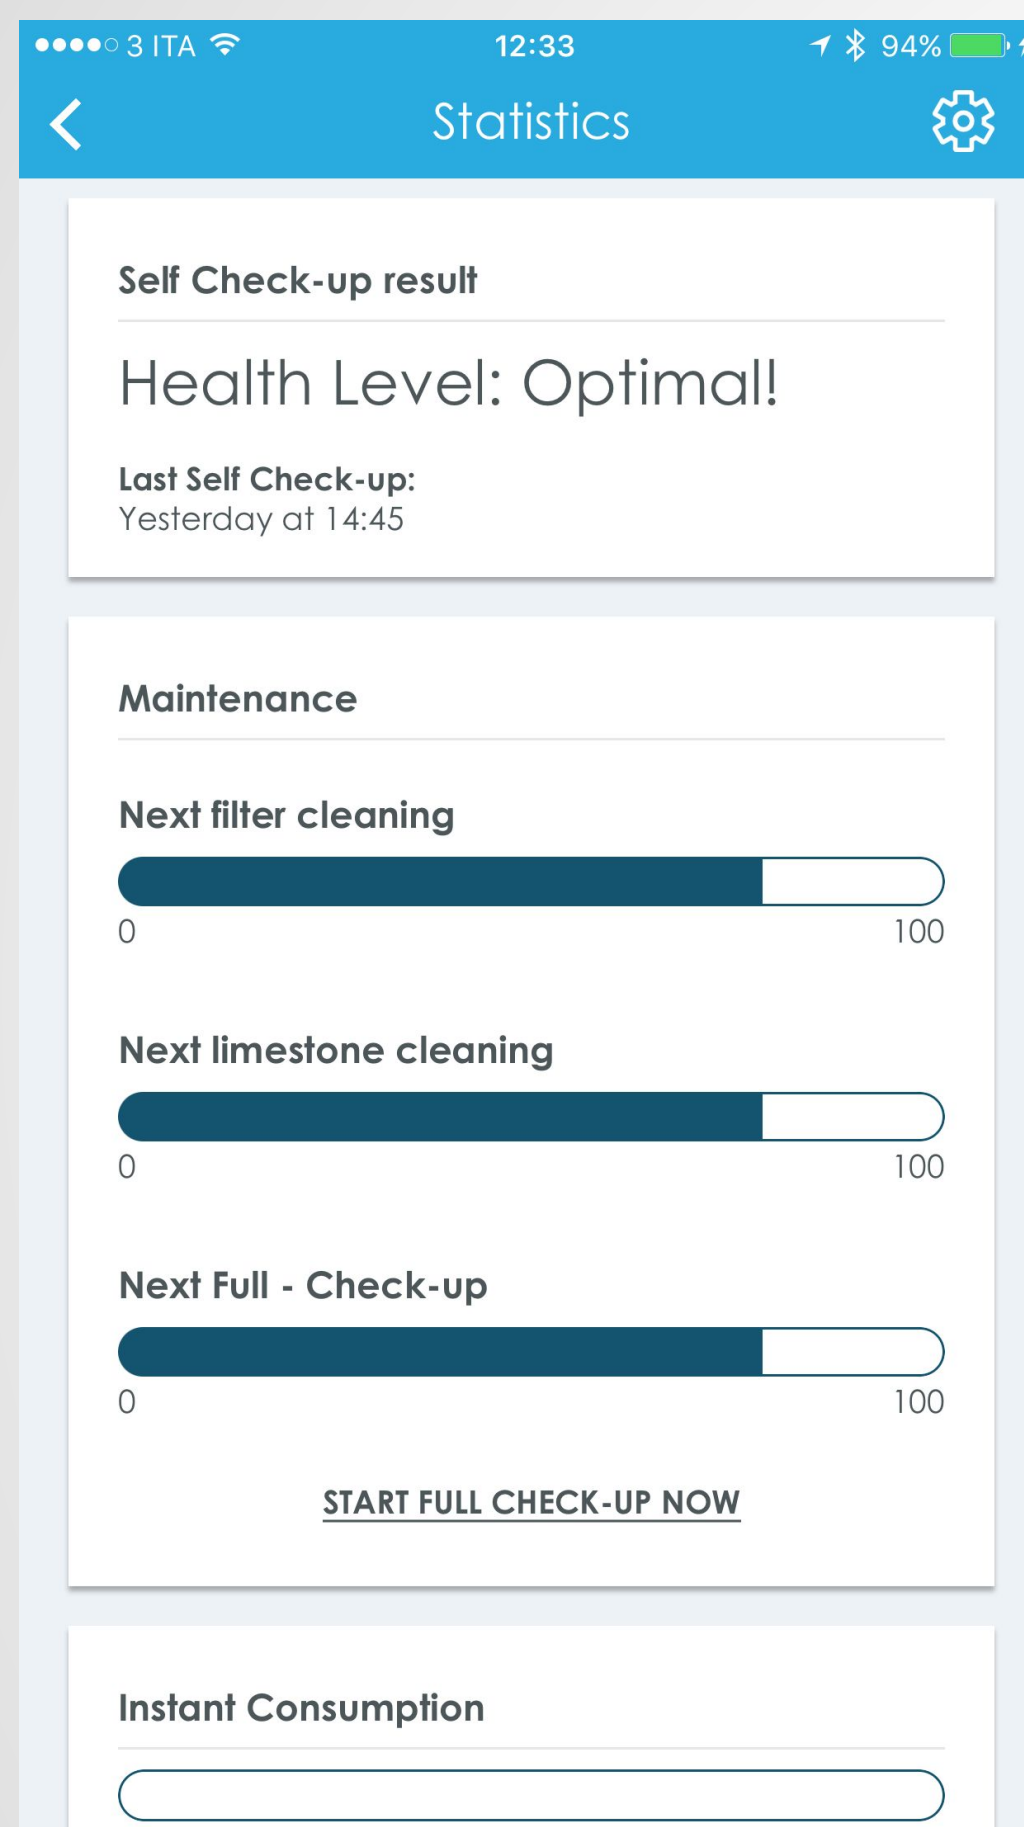 3 ITA 12:33 94%
Statistics
Self Check-up result
Health Level: Optimal!
Last Self Check-up:
Yesterday at 14:45
Maintenance
Next filter cleaning
0 100
Next limestone cleaning
0 100
Next Full - Check-up
0 100
START FULL CHECK-UP NOW
Instant Consumption